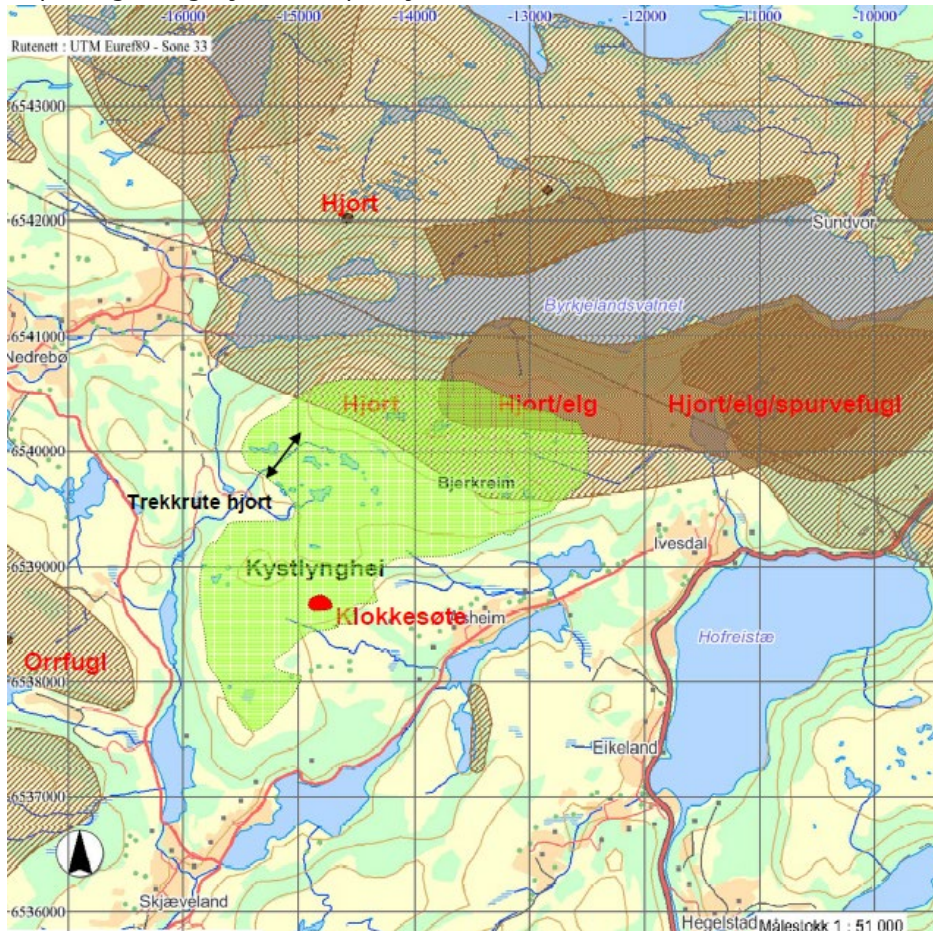 -16000 -15000 -14000 -13000 -12000 -11000 -10000
Rutenett : UTM Euref89 - Sone 33
6543000
Hjort
6542000
Sundvor
Byrkjelandsvatnet
6541000
Nedrebø
Hjort Hjort/elg Hjort/elg/spurvefugl
6540000
Bjerkreim
Trekkrute hjort
Ivesdal
6539000
Kystlynghei
Klokkesøte
sheim
Hofreistæ
Orrfugl
6538000
Eikeland
6537000
Skjæveland
6536000
Hegelstad
Målestokk 1 : 51 000